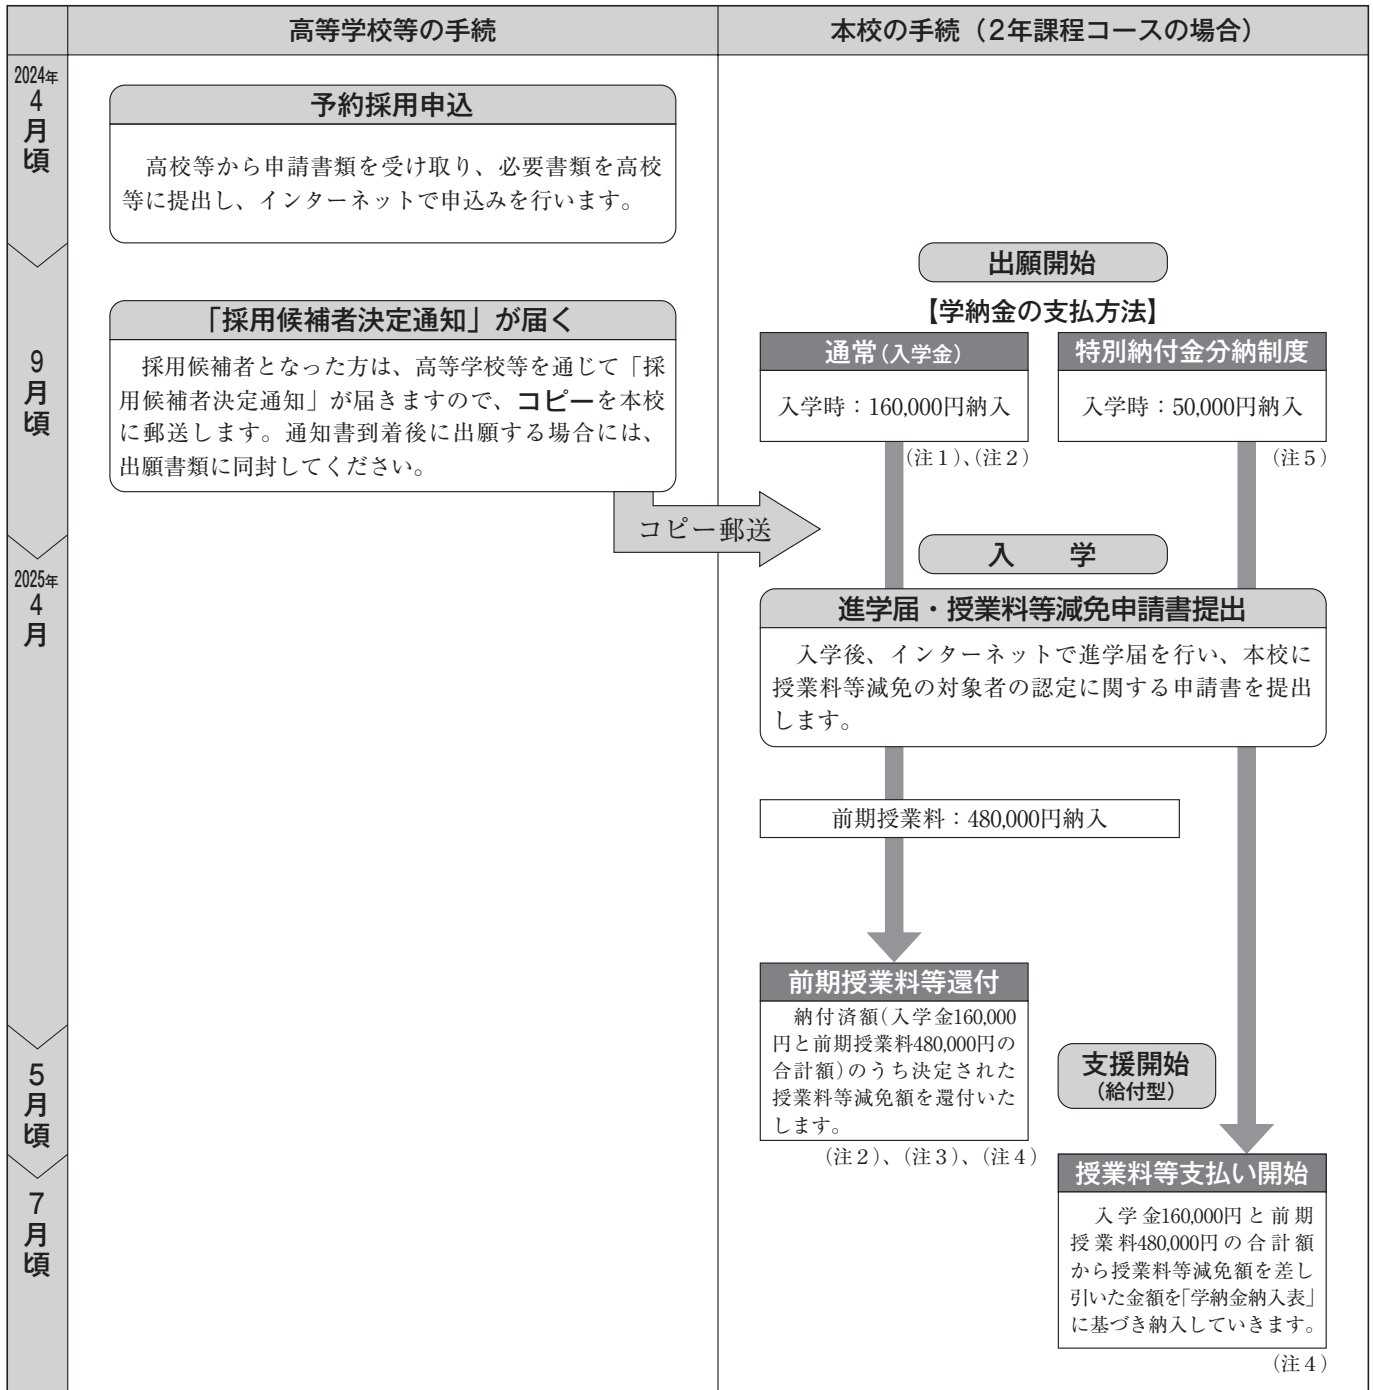 高等学校等の手続
本校の手続（2年課程コースの場合）
2024年
4月頃
予約採用申込
高校等から申請書類を受け取り、必要書類を高校
等に提出し、インターネットで申込みを行います。
出願開始
【学納金の支払方法】
9月頃
「採用候補者決定通知」が届く
採用候補者となった方は、高等学校等を通じて「採
用候補者決定通知」が届きますので、コピーを本校
に郵送します。通知書到着後に出願する場合には、
出願書類に同封してください。
通常（入学金）
入学時：160,000円納入
（注１）、（注２）
特別納付金分納制度
入学時：50,000円納入
（注５）
コピー郵送
入　学
2025年
4月
進学届・授業料等減免申請書提出
入学後、インターネットで進学届を行い、本校に
授業料等減免の対象者の認定に関する申請書を提出
します。
前期授業料：480,000円納入
前期授業料等還付
納付済額（入学金160,000
円と前期授業料480,000円の
合計額）のうち決定された
授業料等減免額を還付いた
します。
（注２）、（注３）、（注４）
5月頃
支援開始
（給付型）
7月頃
授業料等支払い開始
入学金160,000円と前期
授業料480,000円の合計額
から授業料等減免額を差し
引いた金額を「学納金納入表」
に基づき納入していきます。
（注４）